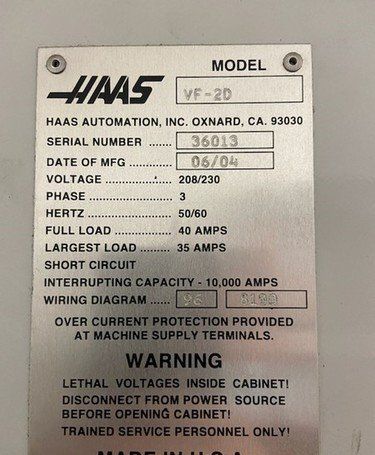 MODEL
HAAS VF-2D
HAAS AUTOMATION, INC. OXNARD, CA. 93030
SERIAL NUMBER ...... 36013
DATE OF MFG ............ 06/04
VOLTAGE ............... 208/230
PHASE .................... 3
HERTZ .................... 50/60
FULL LOAD ............ 40 AMPS
LARGEST LOAD ..... 35 AMPS
SHORT CIRCUIT
INTERRUPTING CAPACITY - 10,000 AMPS
WIRING DIAGRAM ..... 96
OVER CURRENT PROTECTION PROVIDED
AT MACHINE SUPPLY TERMINALS.
WARNING
LETHAL VOLTAGES INSIDE CABINET!
DISCONNECT FROM POWER SOURCE
BEFORE OPENING CABINET!
TRAINED SERVICE PERSONNEL ONLY!
MADE IN U.S.A.